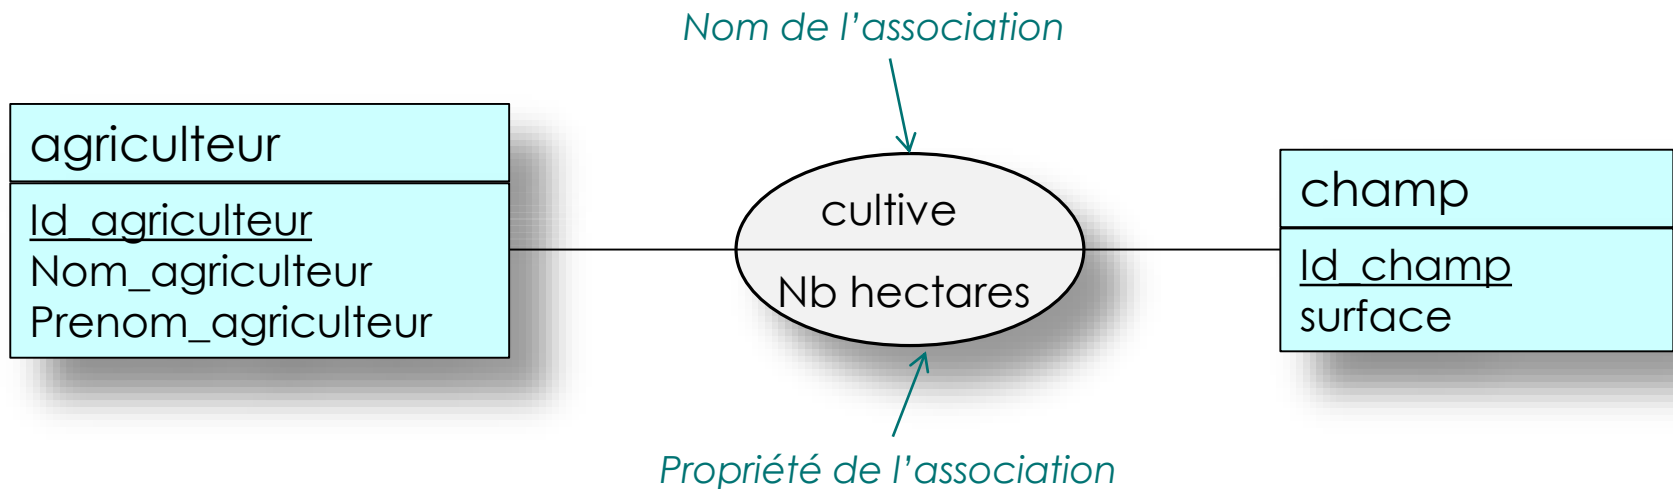 Nom de l’association
agriculteur
Id_agriculteur
Nom_agriculteur
Prenom_agriculteur
cultive
Nb hectares
champ
Id_champ
surface
Propriété de l’association